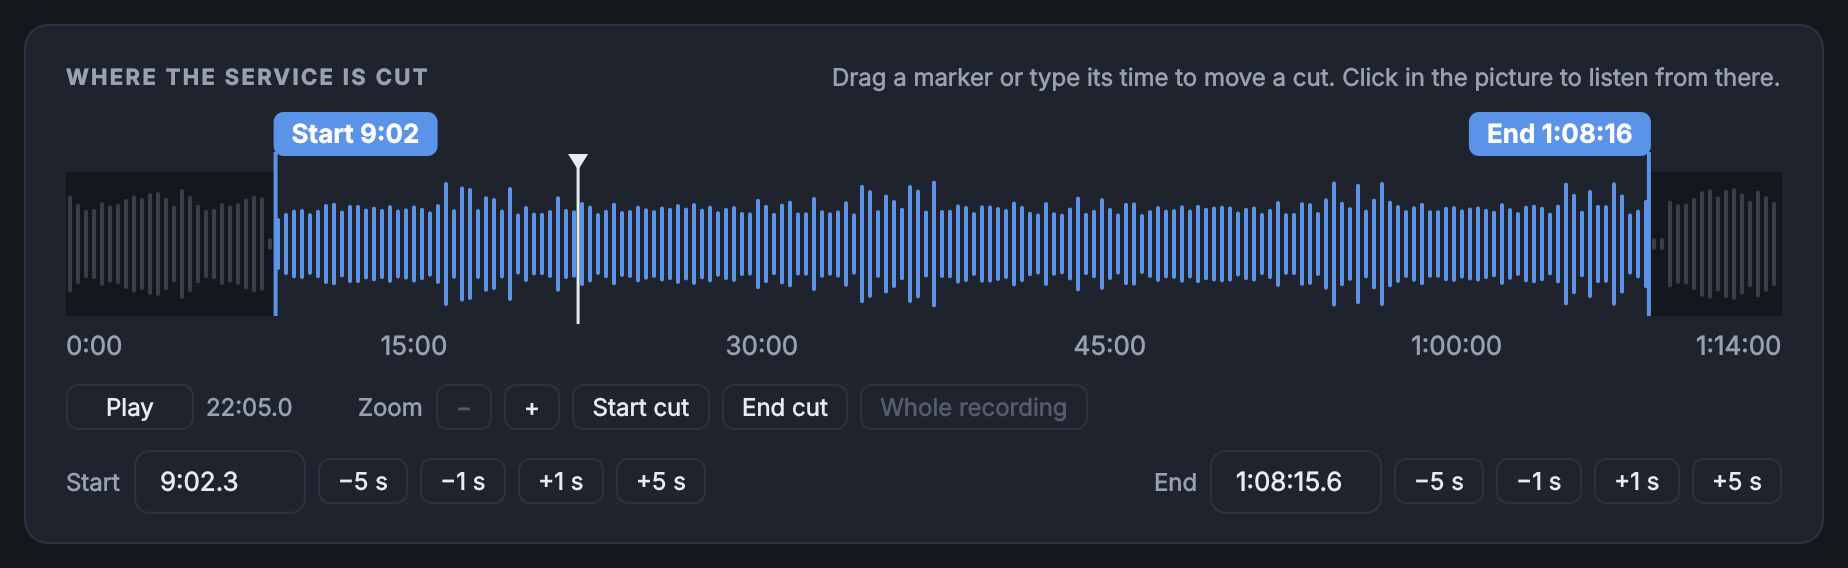 WHERE THE SERVICE IS CUT
Drag a marker or type its time to move a cut. Click in the picture to listen from there.
Start 9:02
End 1:08:16
0:00 15:00 30:00 45:00 1:00:00 1:14:00
Play 22:05.0 Zoom − + Start cut End cut Whole recording
Start 9:02.3 −5 s −1 s +1 s +5 s End 1:08:15.6 −5 s −1 s +1 s +5 s